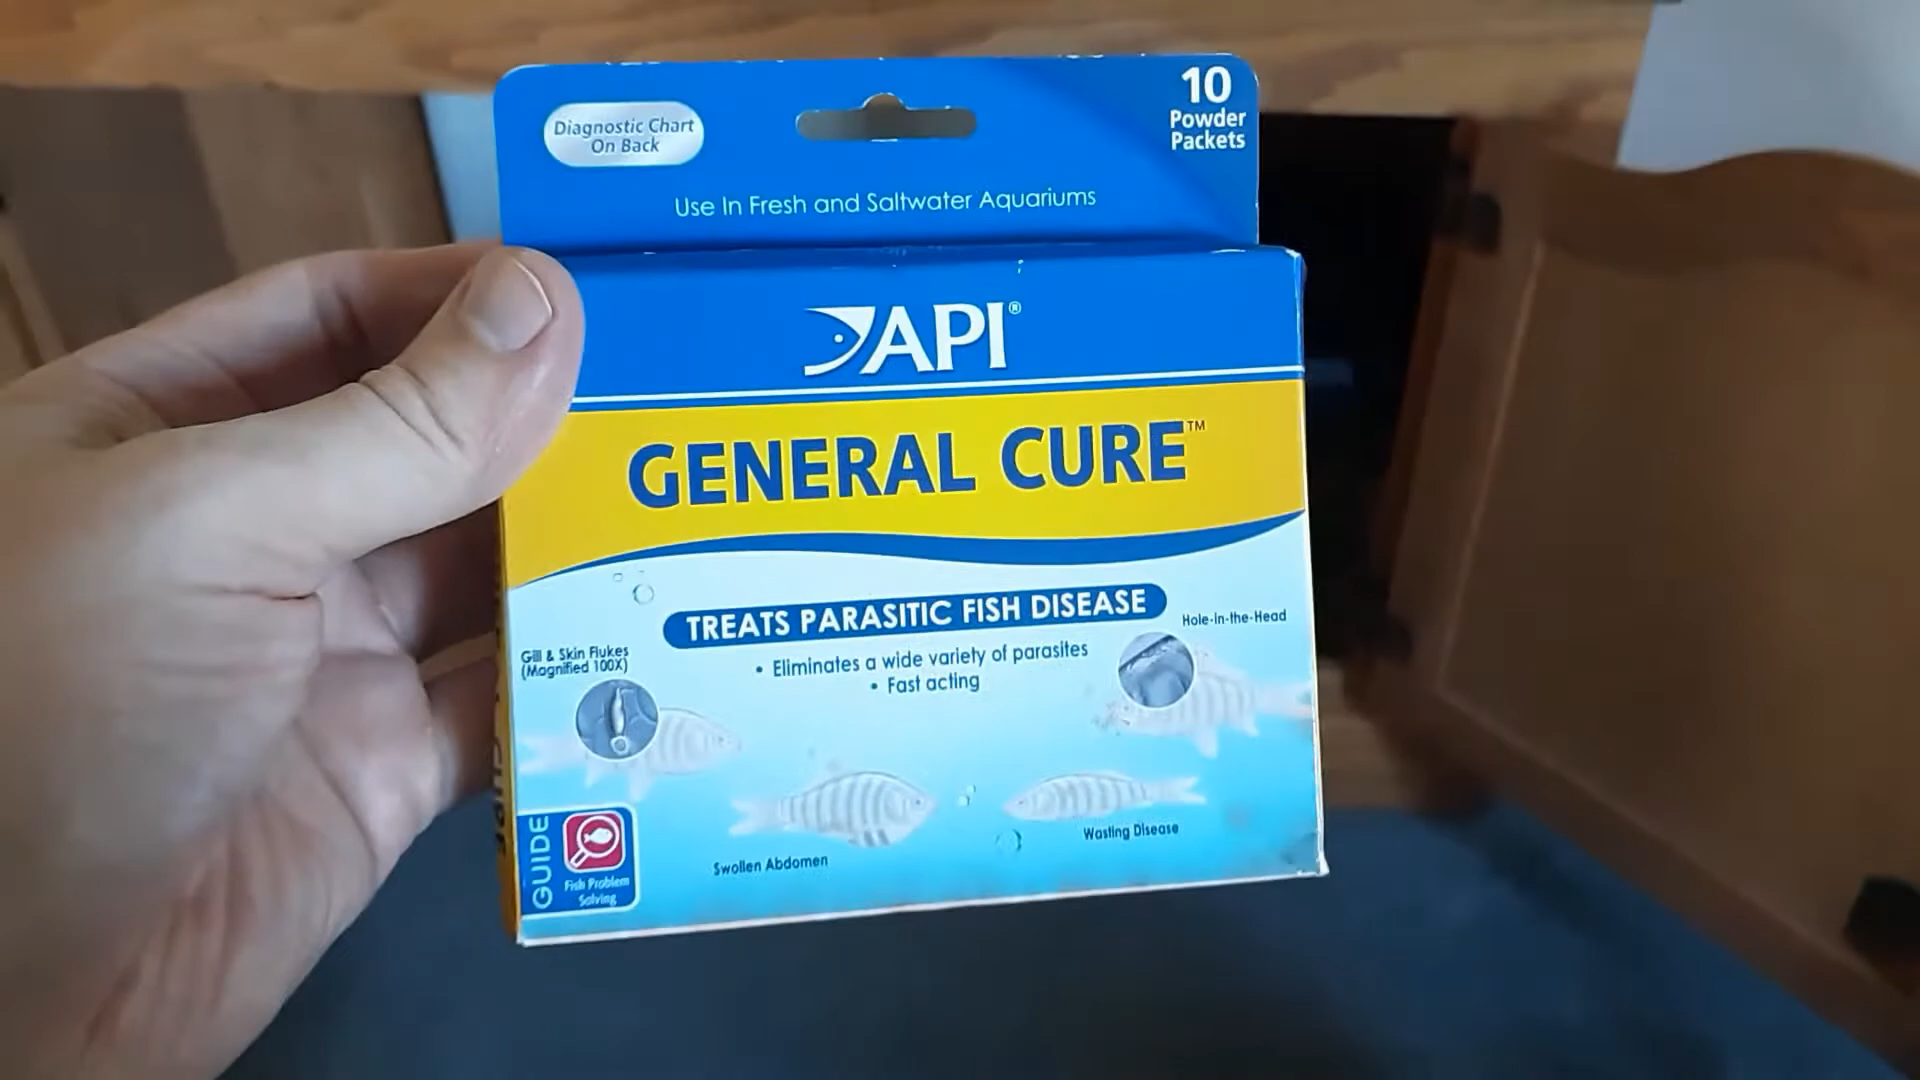 Diagnostic Chart
On Back
10
Powder
Packets
Use In Fresh and Saltwater Aquariums
API®
GENERAL CURE™
TREATS PARASITIC FISH DISEASE
• Eliminates a wide variety of parasites
• Fast acting
Gill & Skin Flukes
(Magnified 100X)
Hole-in-the-Head
Swollen Abdomen
Wasting Disease
GUIDE
Fish Problem
Solving